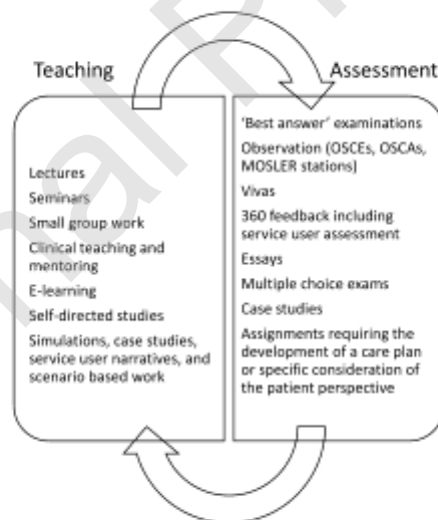 Teaching
Lectures
Seminars
Small group work
Clinical teaching and
mentoring
E-learning
Self-directed studies
Simulations, case studies,
service user narratives, and
scenario based work
Assessment
'Best answer' examinations
Observation (OSCEs, OSCAs,
MOSLER stations)
Vivas
360 feedback including
service user assessment
Essays
Multiple choice exams
Case studies
Assignments requiring the
development of a care plan
or specific consideration of
the patient perspective